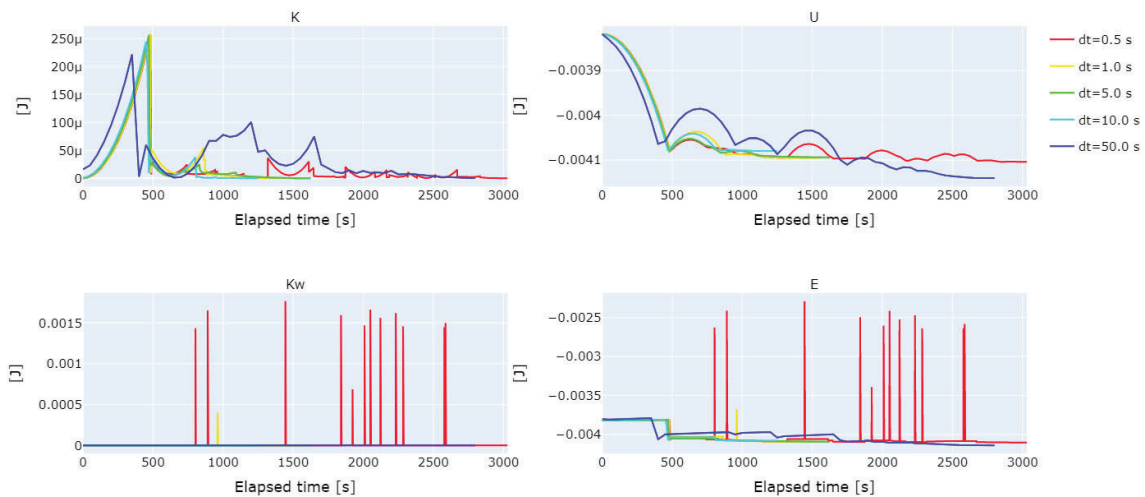 K
250μ
200μ
150μ
100μ
50μ
0
[J]
0 500 1000 1500 2000 2500 3000
Elapsed time [s]
U
−0.0039
−0.004
−0.0041
[J]
0 500 1000 1500 2000 2500 3000
Elapsed time [s]
dt=0.5 s
dt=1.0 s
dt=5.0 s
dt=10.0 s
dt=50.0 s
Kw
0.0015
0.001
0.0005
0
[J]
0 500 1000 1500 2000 2500 3000
Elapsed time [s]
E
−0.0025
−0.003
−0.0035
−0.004
[J]
0 500 1000 1500 2000 2500 3000
Elapsed time [s]